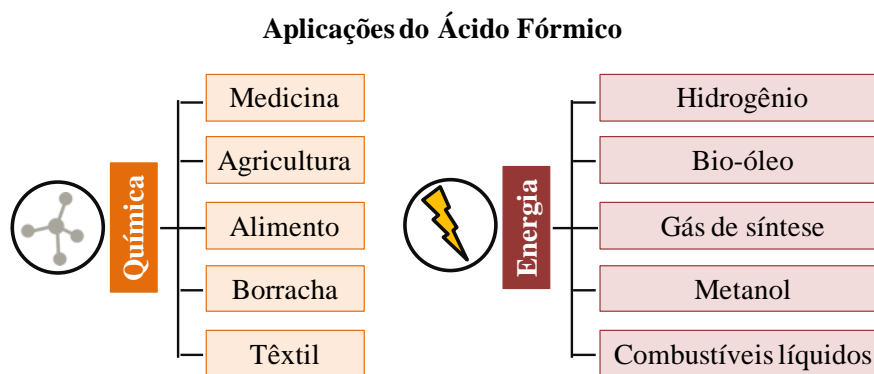 Aplicações do Ácido Fórmico
Química
Medicina
Agricultura
Alimento
Borracha
Têxtil
Energia
Hidrogênio
Bio-óleo
Gás de síntese
Metanol
Combustíveis líquidos